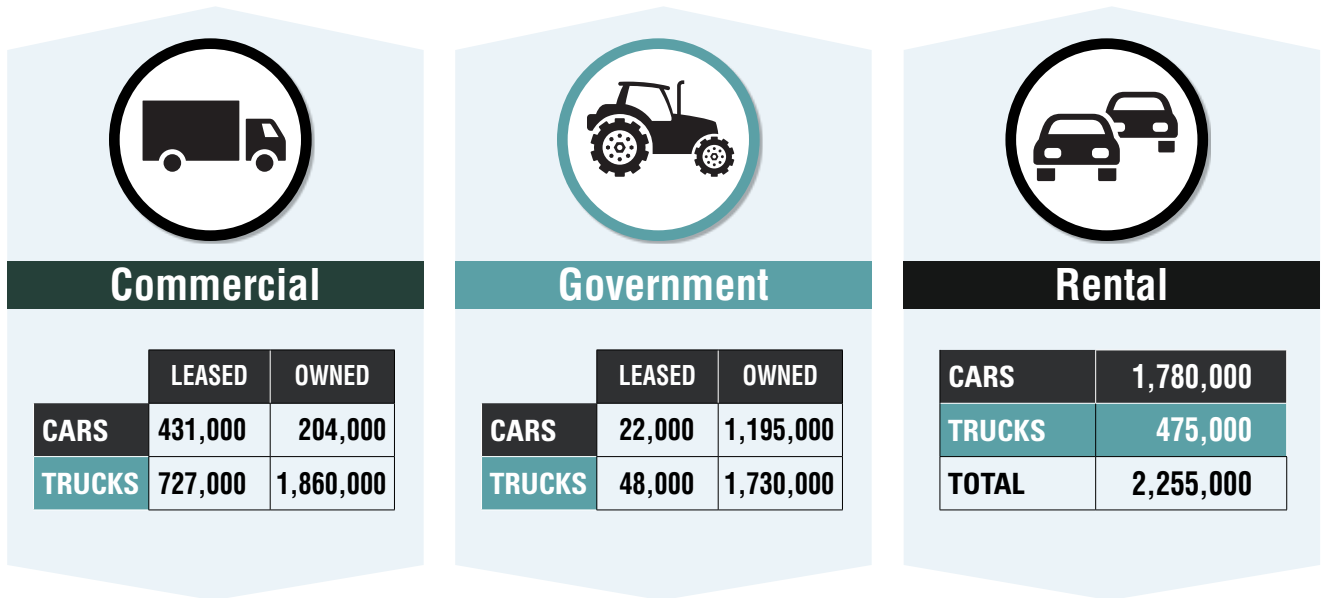 Commercial
LEASED OWNED
CARS 431,000 204,000
TRUCKS 727,000 1,860,000
Government
LEASED OWNED
CARS 22,000 1,195,000
TRUCKS 48,000 1,730,000
Rental
CARS 1,780,000
TRUCKS 475,000
TOTAL 2,255,000